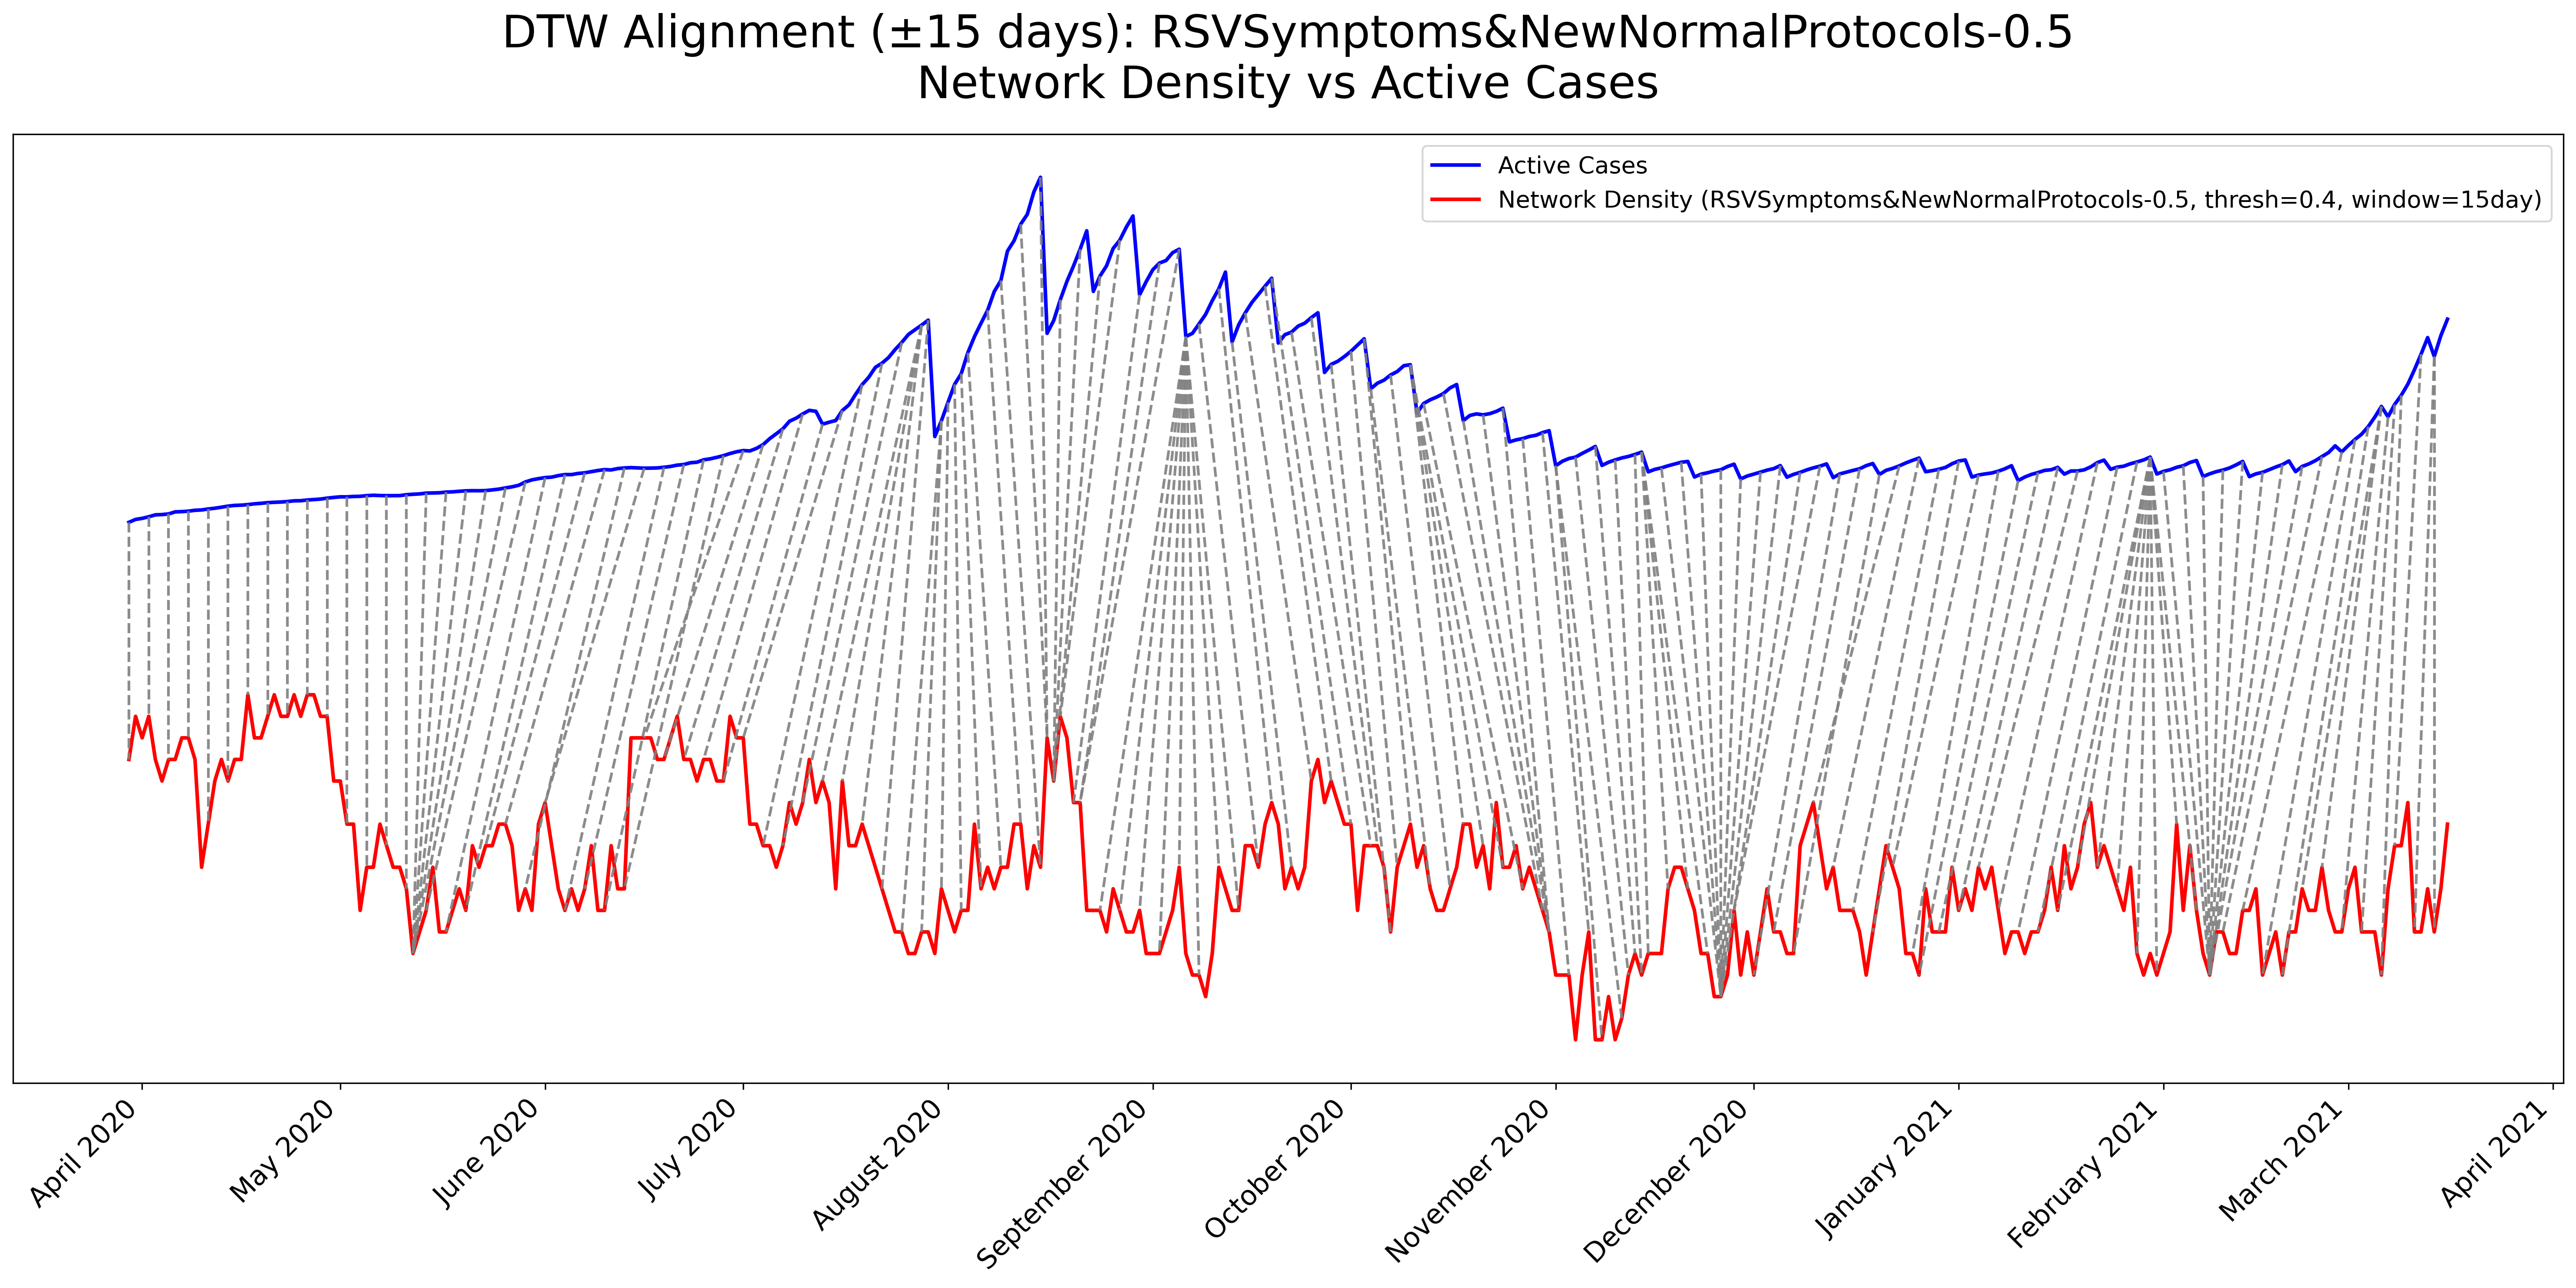 DTW Alignment (±15 days): RSVSymptoms&NewNormalProtocols-0.5
Network Density vs Active Cases
Active Cases
Network Density (RSVSymptoms&NewNormalProtocols-0.5, thresh=0.4, window=15day)
April 2020
May 2020
June 2020
July 2020
August 2020
September 2020
October 2020
November 2020
December 2020
January 2021
February 2021
March 2021
April 2021